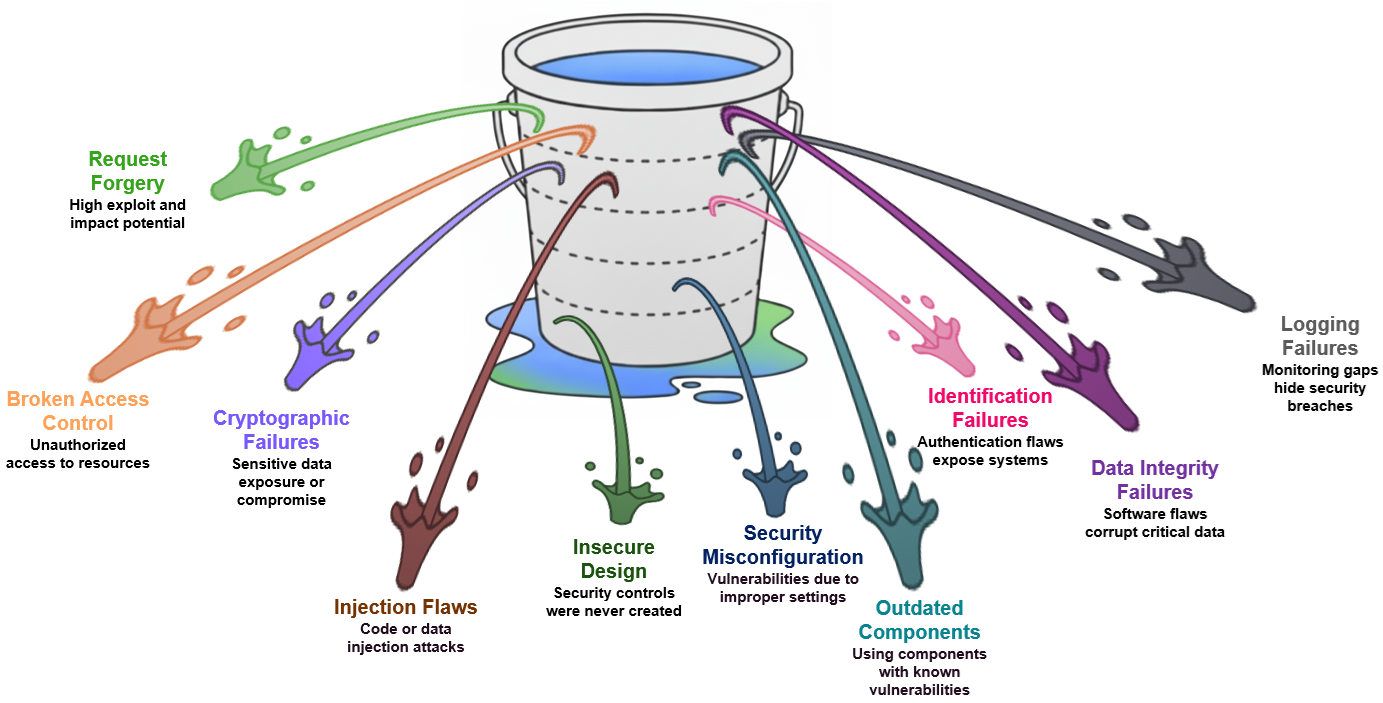 Request
Forgery
High exploit and
impact potential
Broken Access
Control
Unauthorized
access to resources
Cryptographic
Failures
Sensitive data
exposure or
compromise
Injection Flaws
Code or data
injection attacks
Insecure
Design
Security controls
were never created
Security
Misconfiguration
Vulnerabilities due to
improper settings
Outdated
Components
Using components
with known
vulnerabilities
Identification
Failures
Authentication flaws
expose systems
Data Integrity
Failures
Software flaws
corrupt critical data
Logging
Failures
Monitoring gaps
hide security
breaches